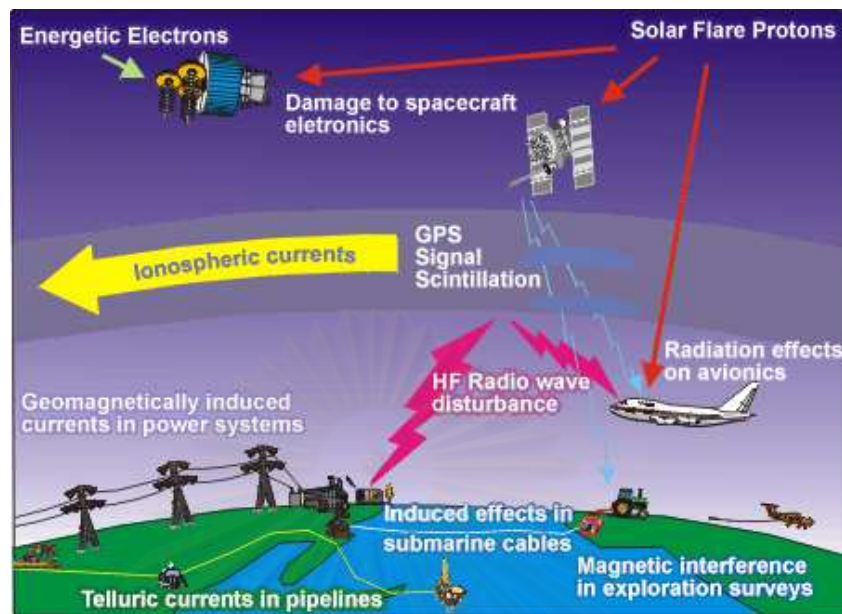 Energetic Electrons
Solar Flare Protons
Damage to spacecraft
eletronics
GPS
Signal
Scintillation
Ionospheric currents
Radiation effects
on avionics
HF Radio wave
disturbance
Geomagnetically induced
currents in power systems
Induced effects in
submarine cables
Magnetic interference
in exploration surveys
Telluric currents in pipelines